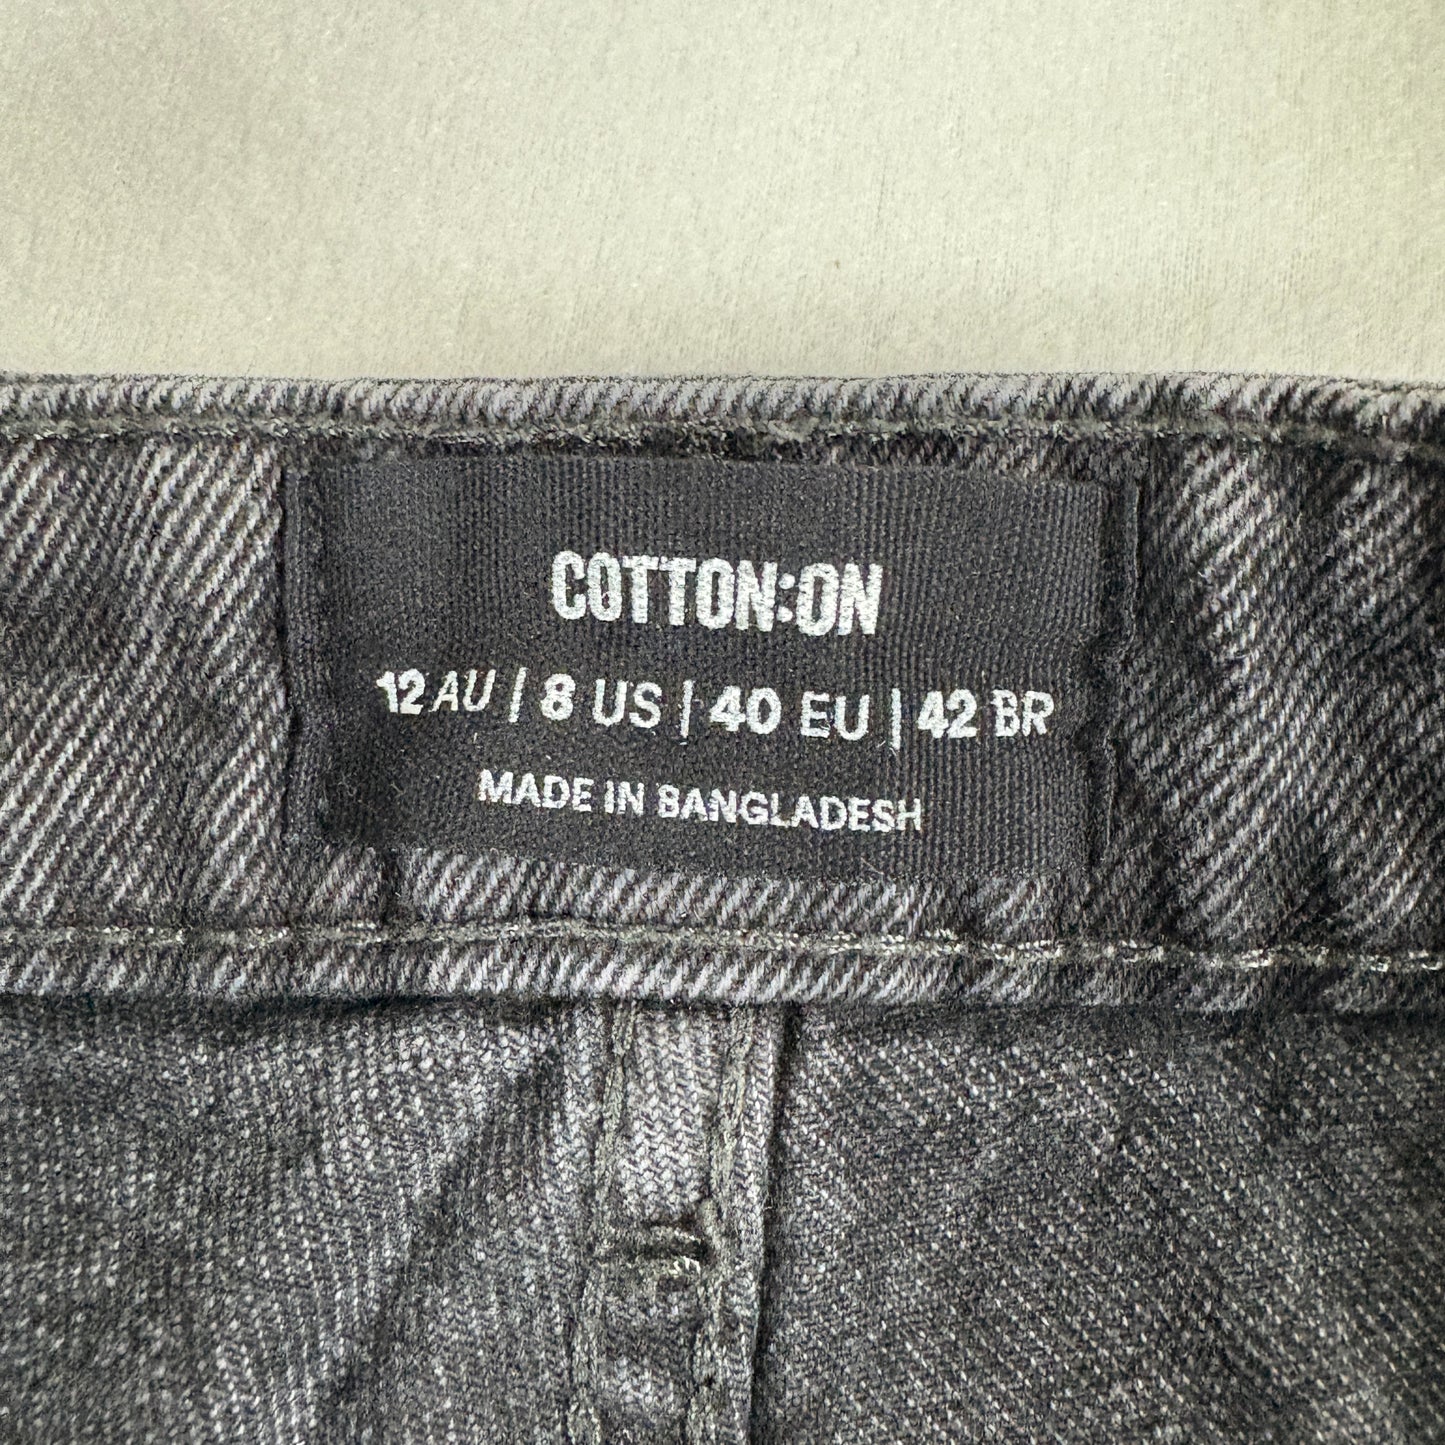 COTTON:ON
12 AU | 8 US | 40 EU | 42 BR
MADE IN BANGLADESH